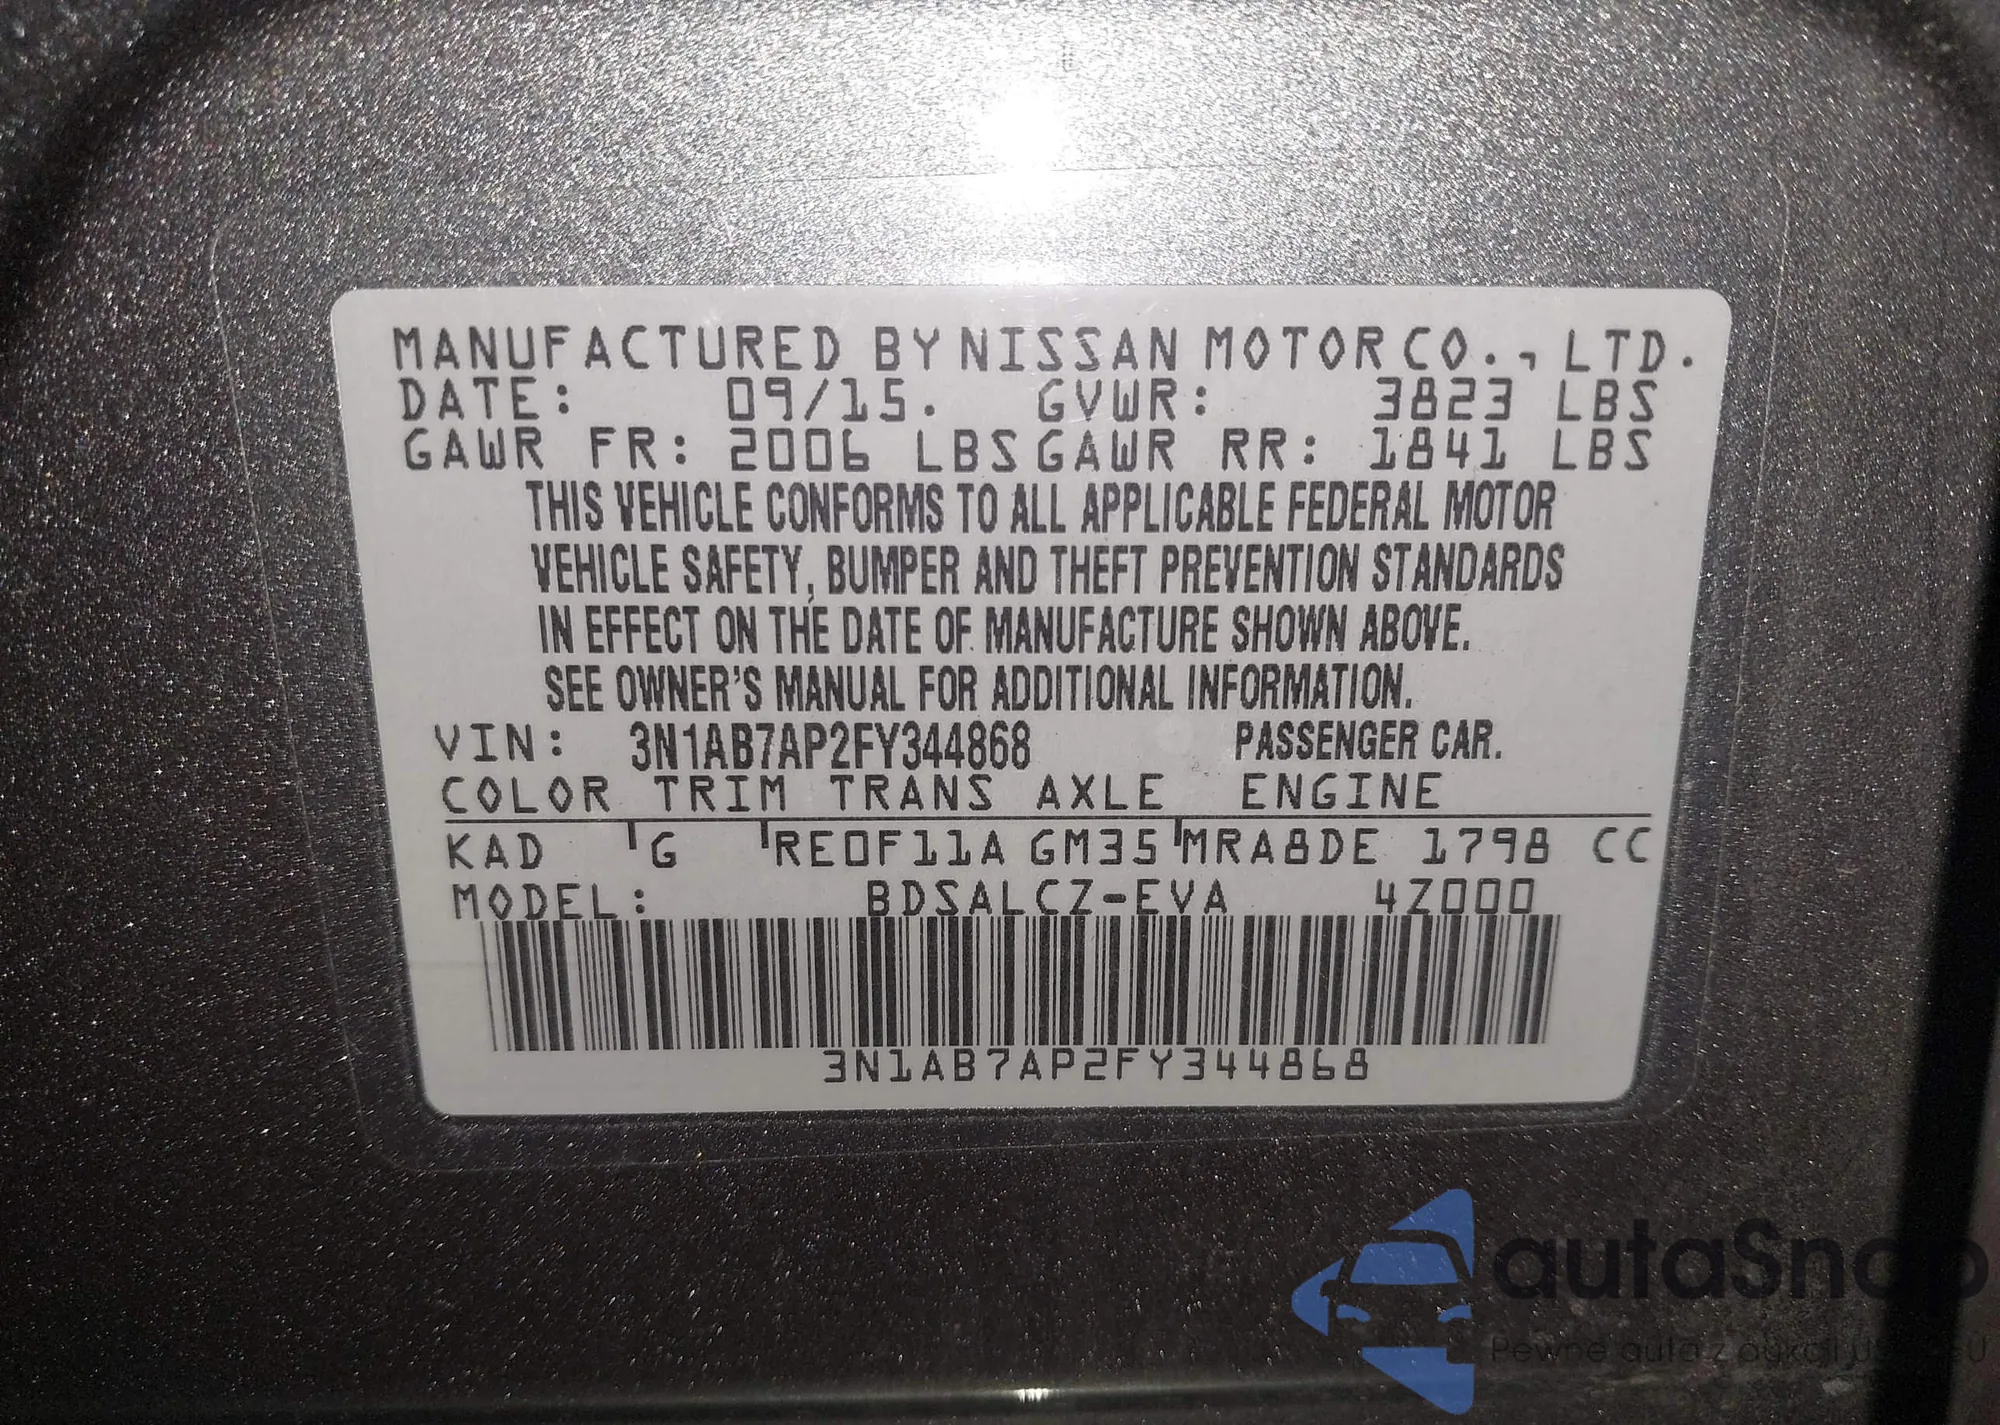 MANUFACTURED BY NISSAN MOTOR CO., LTD.
DATE: 09/15. GVWR: 3823 LBS
GAWR FR: 2006 LBS GAWR RR: 1841 LBS
THIS VEHICLE CONFORMS TO ALL APPLICABLE FEDERAL MOTOR
VEHICLE SAFETY, BUMPER AND THEFT PREVENTION STANDARDS
IN EFFECT ON THE DATE OF MANUFACTURE SHOWN ABOVE.
SEE OWNER'S MANUAL FOR ADDITIONAL INFORMATION.
VIN: 3N1AB7AP2FY344868 PASSENGER CAR.
COLOR TRIM TRANS AXLE ENGINE
KAD G RE0F11A GM35 MRA8DE 1798 CC
MODEL: BDSALCZ-EVA 4Z000
3N1AB7AP2FY344868
autaSnap
Pewne auta z aukcji